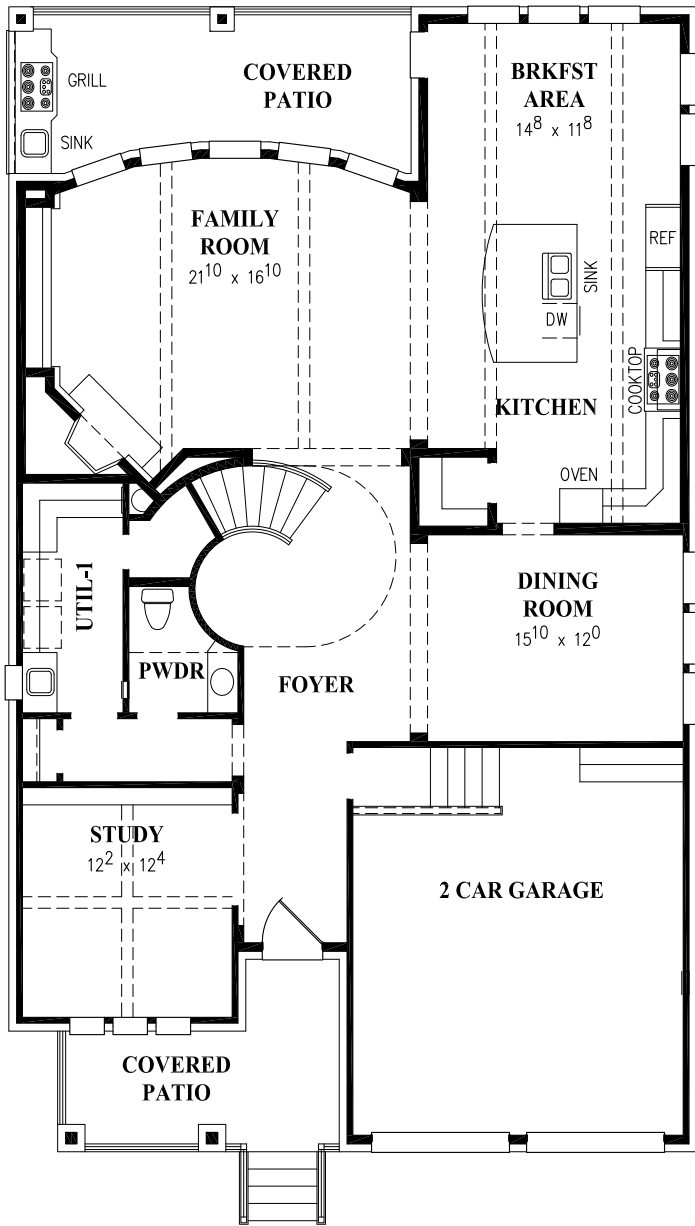 GRILL
SINK
COVERED
PATIO
BRKFST
AREA
14⁸ x 11⁸
FAMILY
ROOM
21¹⁰ x 16¹⁰
REF
SINK
DW
COOKTOP
KITCHEN
OVEN
UTIL-1
PWDR
FOYER
DINING
ROOM
15¹⁰ x 12⁰
STUDY
12² x 12⁴
2 CAR GARAGE
COVERED
PATIO